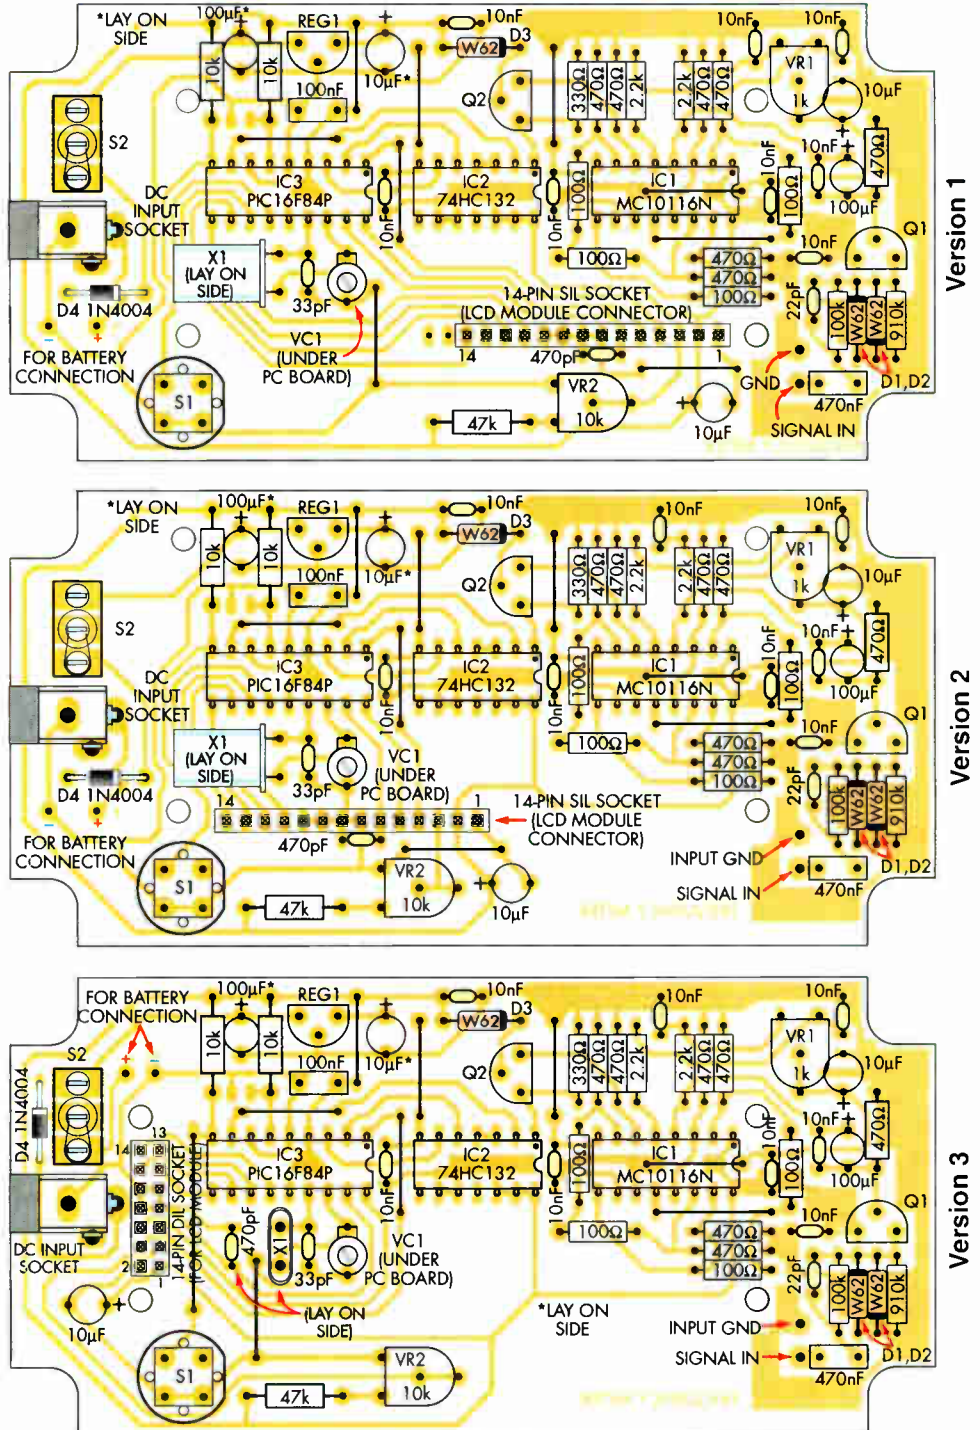 *LAY ON
SIDE
100µF*
10k
10k
REG1
100nF
10µF*
10nF
D3
W62
Q2
330Ω
470Ω
470Ω
2.2k
2.2k
470Ω
470Ω
10nF
10nF
VR1
1k
10µF
470Ω
S2
DC
INPUT
SOCKET
IC3
PIC16F84P
10nF
IC2
74HC132
10nF
100Ω
IC1
MC10116N
10nF
100Ω
10nF
100µF
Q1
D4 1N4004
FOR BATTERY
CONNECTION
X1
(LAY ON
SIDE)
33pF
VC1
(UNDER
PC BOARD)
14-PIN SIL SOCKET
(LCD MODULE CONNECTOR)
14
1
470pF
100Ω
470Ω
470Ω
100Ω
10nF
22pF
100k
W62
W62
910k
S1
47k
VR2
10k
10µF
GND
SIGNAL IN
470nF
D1,D2
Version 1
*LAY ON
SIDE
100µF*
10k
10k
REG1
100nF
10µF*
10nF
D3
W62
Q2
330Ω
470Ω
470Ω
2.2k
2.2k
470Ω
470Ω
10nF
10nF
VR1
1k
10µF
470Ω
S2
DC
INPUT
SOCKET
IC3
PIC16F84P
10nF
IC2
74HC132
10nF
100Ω
IC1
MC10116N
10nF
100Ω
10nF
100µF
Q1
D4 1N4004
FOR BATTERY
CONNECTION
X1
(LAY ON
SIDE)
33pF
VC1
(UNDER
PC BOARD)
14
1
14-PIN SIL SOCKET
(LCD MODULE
CONNECTOR)
470pF
100Ω
470Ω
470Ω
100Ω
10nF
22pF
100k
W62
W62
910k
S1
47k
VR2
10k
10µF
INPUT GND
SIGNAL IN
470nF
D1,D2
Version 2
FOR BATTERY
CONNECTION
100µF*
10k
10k
REG1
100nF
10µF*
10nF
D3
W62
Q2
330Ω
470Ω
470Ω
2.2k
2.2k
470Ω
470Ω
10nF
10nF
VR1
1k
10µF
470Ω
S2
D4 1N4004
DC INPUT
SOCKET
13
14
2
1
14-PIN DIL SOCKET
(FOR LCD MODULE)
IC3
PIC16F84P
10nF
IC2
74HC132
10nF
100Ω
IC1
MC10116N
10nF
100Ω
10nF
100µF
Q1
470pF
X1
33pF
VC1
(UNDER
PC BOARD)
(LAY ON
SIDE)
100Ω
470Ω
470Ω
100Ω
10nF
22pF
100k
W62
W62
910k
10µF
S1
47k
VR2
10k
*LAY ON
SIDE
INPUT GND
SIGNAL IN
470nF
D1,D2
Version 3